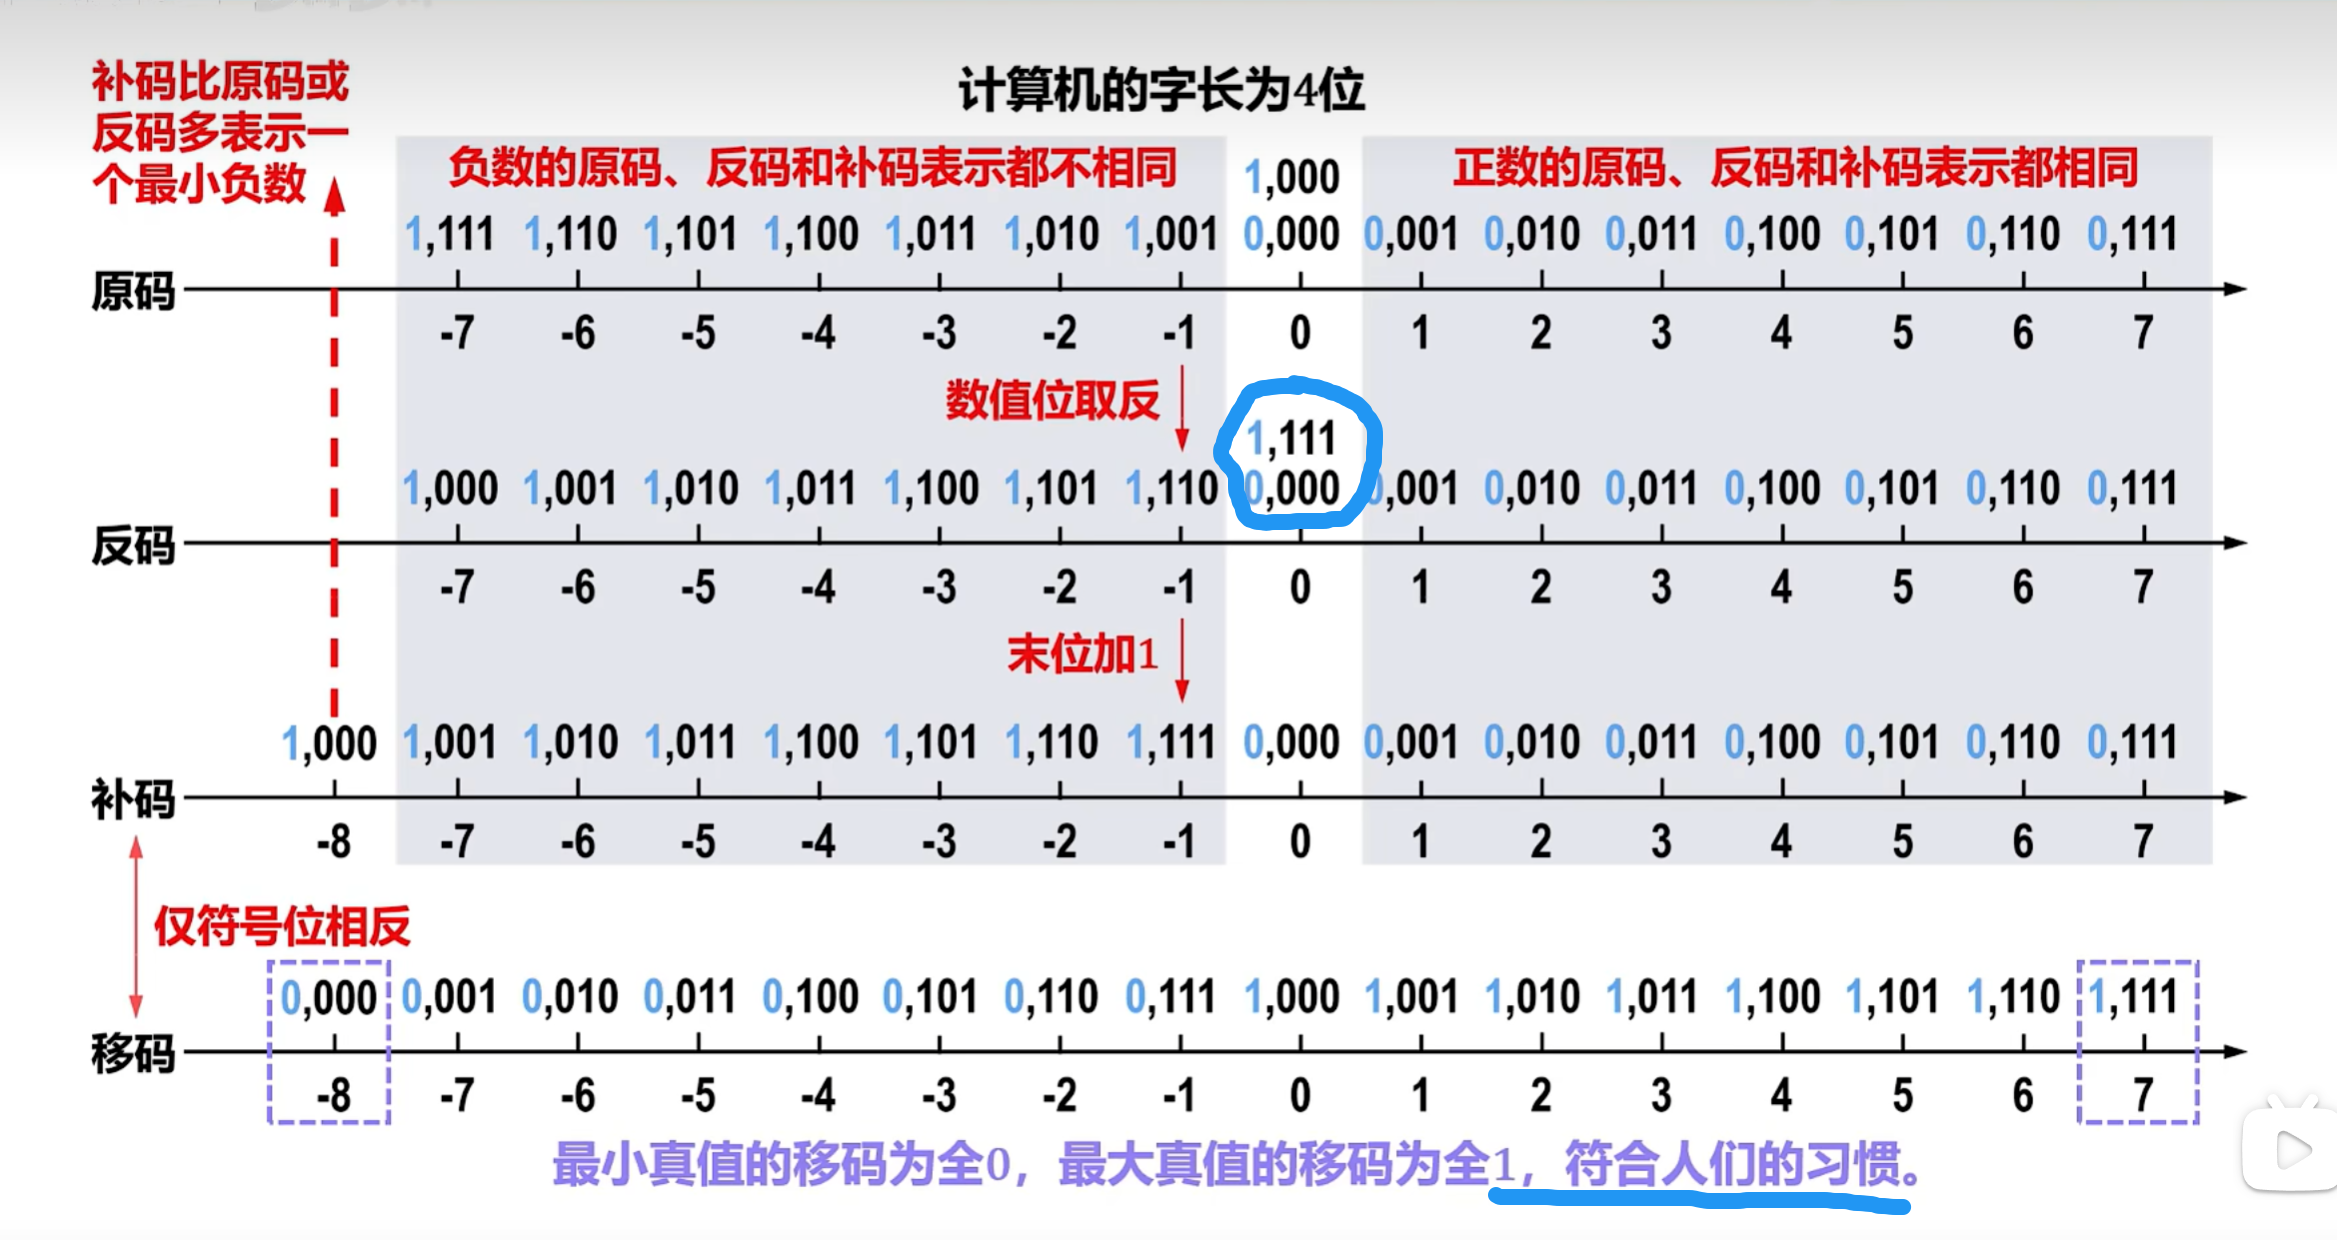 计算机的字长为4位
补码比原码或
反码多表示一
个最小负数
负数的原码、反码和补码表示都不相同
正数的原码、反码和补码表示都相同
1,000
1,111 1,110 1,101 1,100 1,011 1,010 1,001 0,000 0,001 0,010 0,011 0,100 0,101 0,110 0,111
原码
-7 -6 -5 -4 -3 -2 -1 0 1 2 3 4 5 6 7
数值位取反
1,111
1,000 1,001 1,010 1,011 1,100 1,101 1,110 0,000 0,001 0,010 0,011 0,100 0,101 0,110 0,111
反码
-7 -6 -5 -4 -3 -2 -1 0 1 2 3 4 5 6 7
末位加1
1,000 1,001 1,010 1,011 1,100 1,101 1,110 1,111 0,000 0,001 0,010 0,011 0,100 0,101 0,110 0,111
补码
-8 -7 -6 -5 -4 -3 -2 -1 0 1 2 3 4 5 6 7
仅符号位相反
0,000 0,001 0,010 0,011 0,100 0,101 0,110 0,111 1,000 1,001 1,010 1,011 1,100 1,101 1,110 1,111
移码
-8 -7 -6 -5 -4 -3 -2 -1 0 1 2 3 4 5 6 7
最小真值的移码为全0，最大真值的移码为全1，符合人们的习惯。